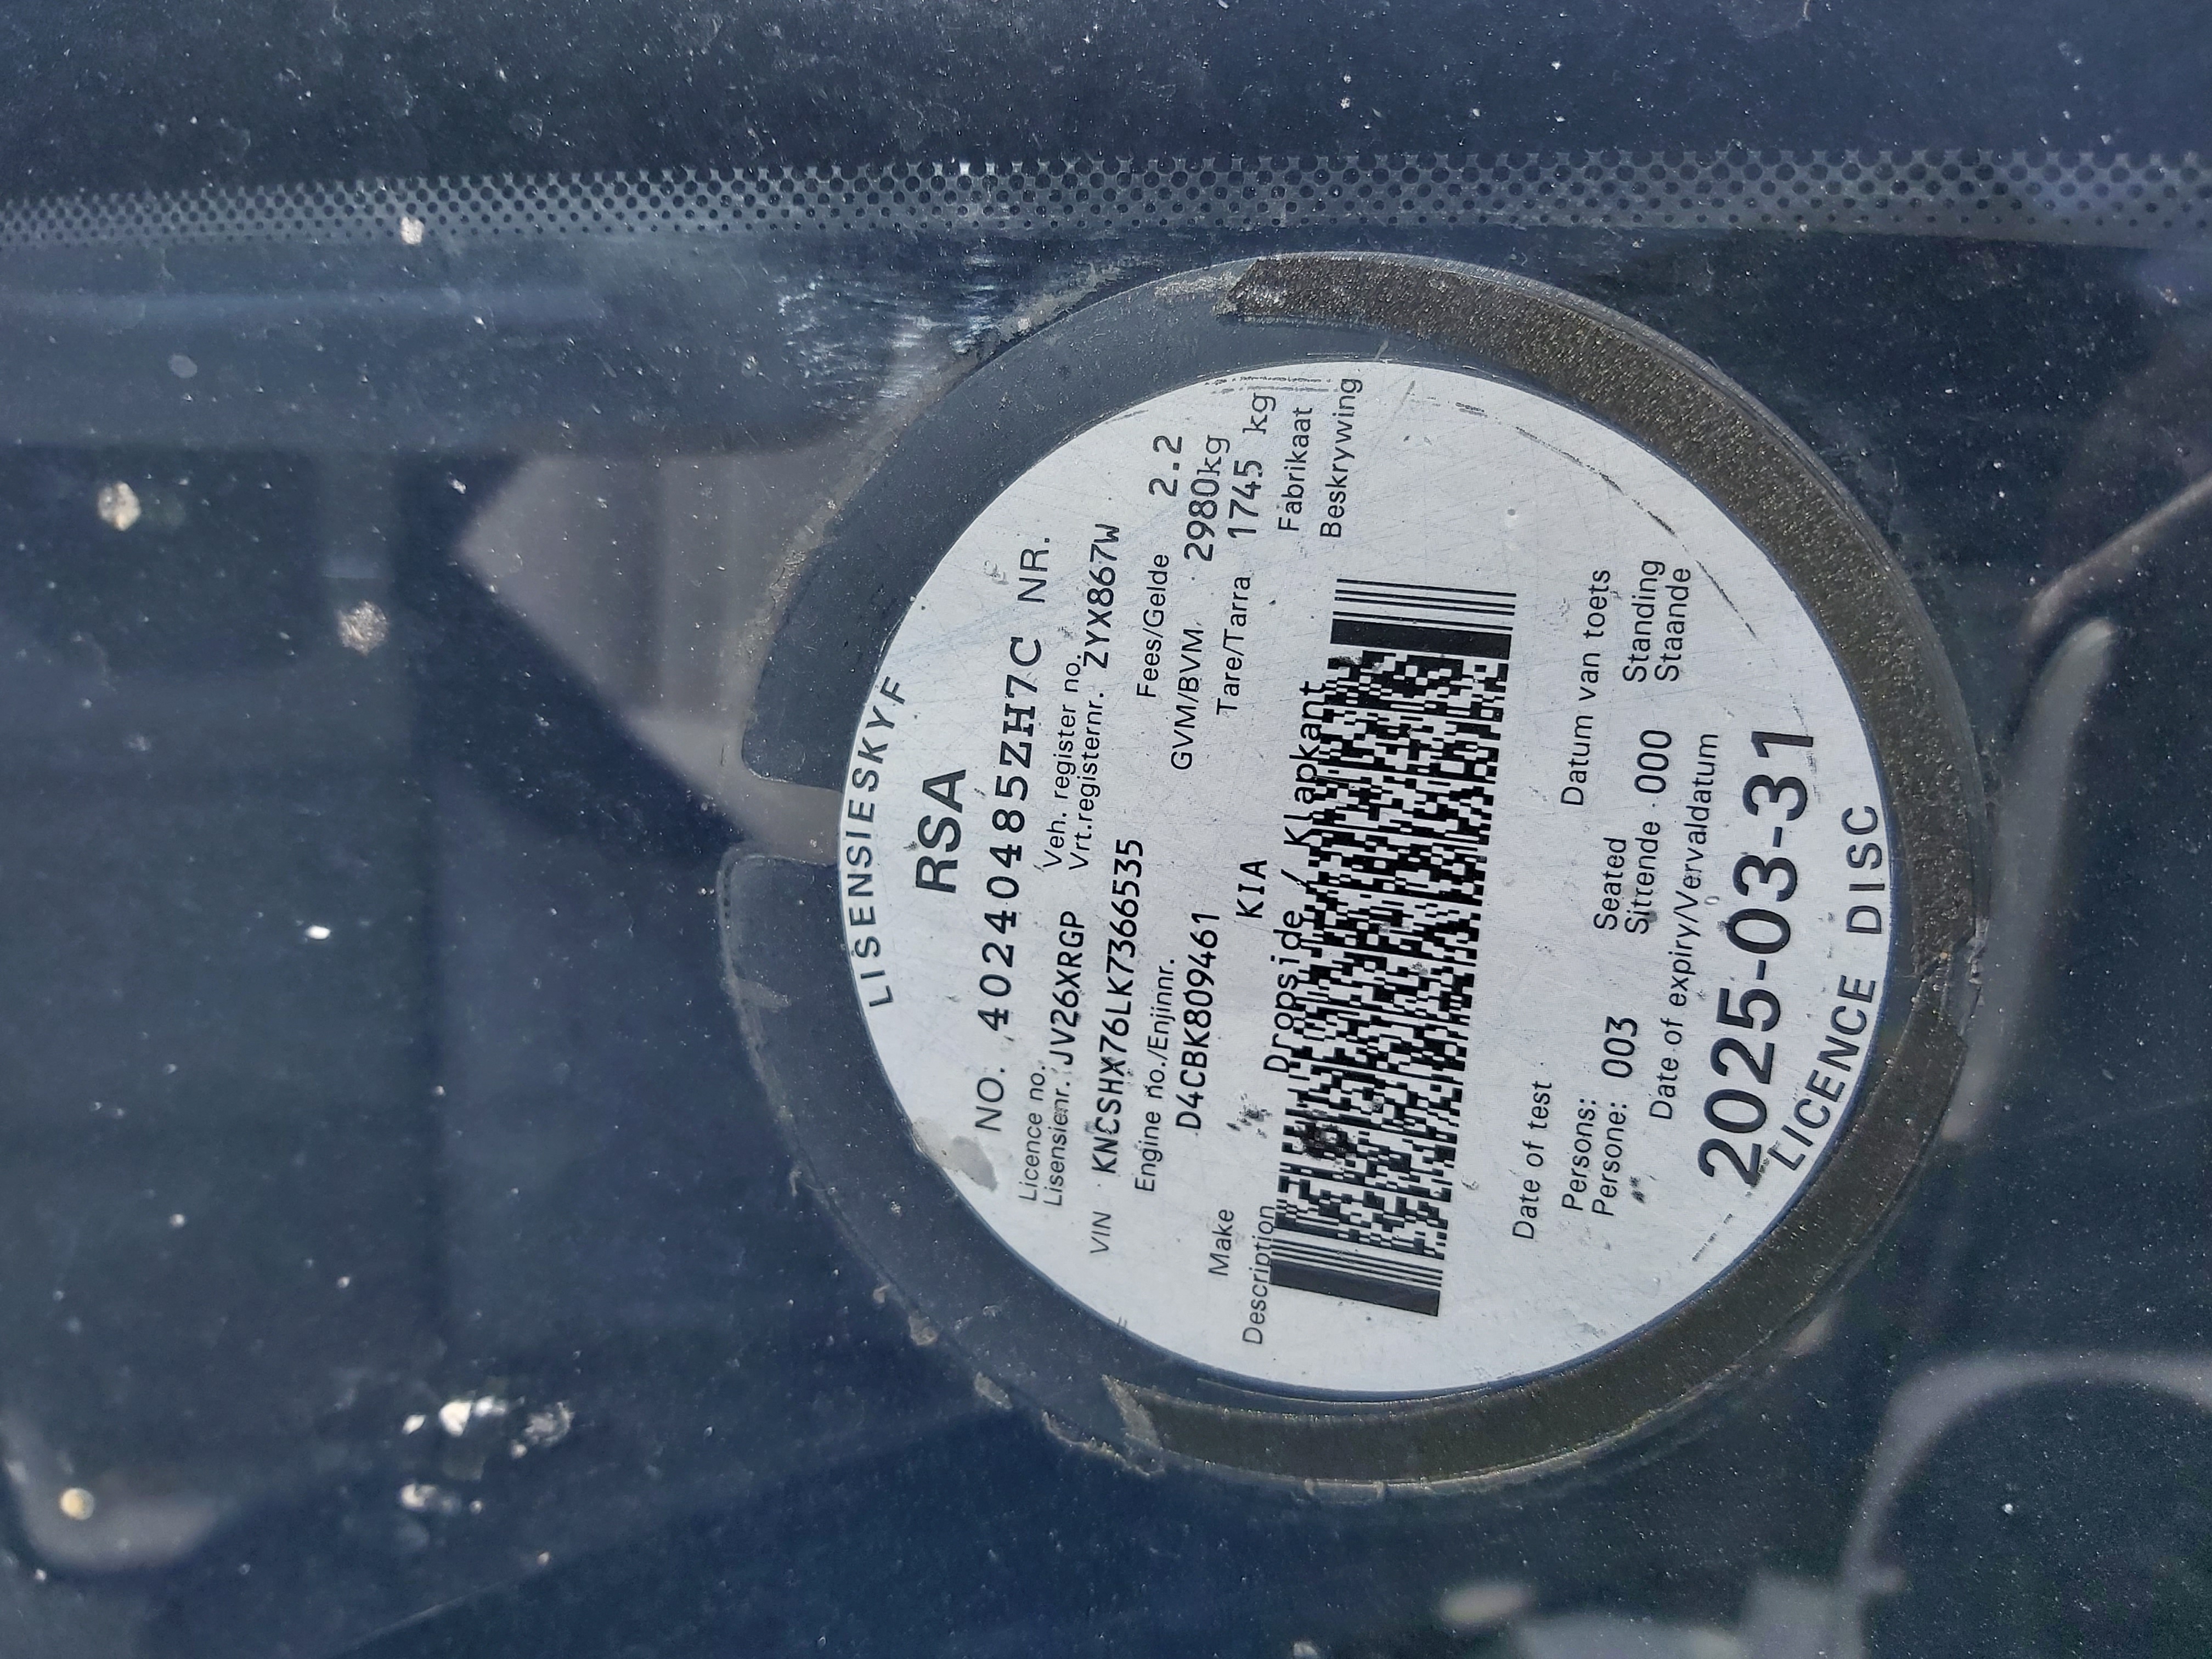 LISENSIESKYF
RSA
NO. 40240485ZH7C NR.
Licence no.
Lisensienr. JV26XRGP
Veh. register no.
Vrt.registernr. ZYX867W
VIN KNCSHX76LK7366535
Engine no./Enjinnr.
D4CBK809461
Fees/Gelde 2.2
GVM/BVM 2980kg
Tare/Tarra 1745 kg
Make KIA Fabrikaat
Description Dropside / Klapkant Beskrywing
Date of test Datum van toets
Persons: Seated Standing
Persone: 003 Sittende 000 Staande
Date of expiry/Vervaldatum
2025-03-31
LICENCE DISC